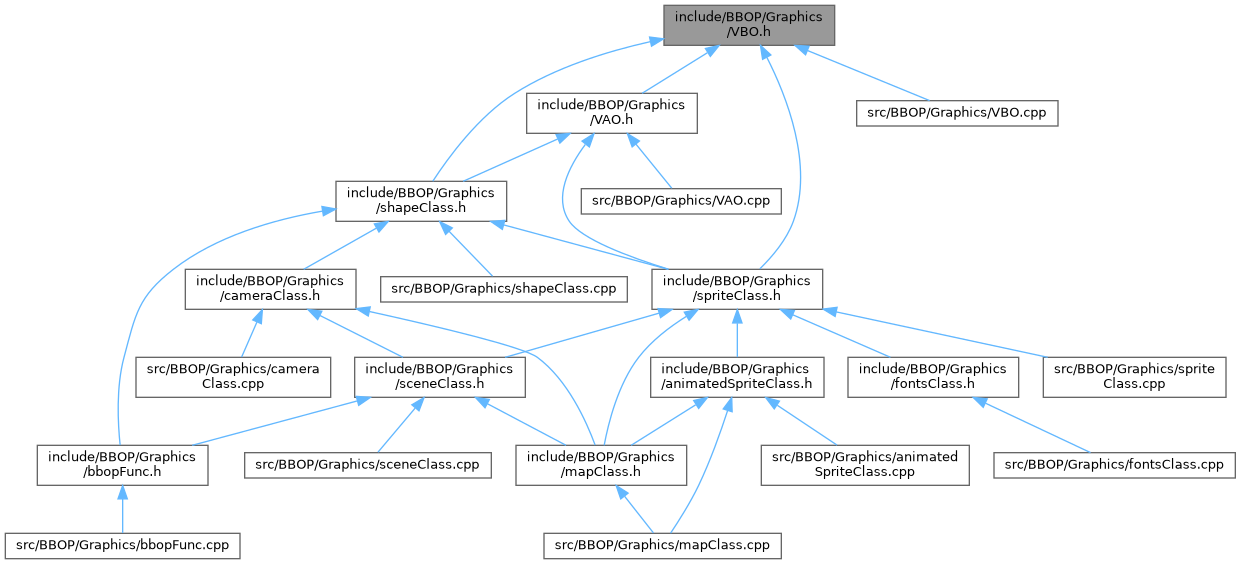 include/BBOP/Graphics
/VBO.h
include/BBOP/Graphics
/VAO.h
src/BBOP/Graphics/VBO.cpp
include/BBOP/Graphics
/shapeClass.h
src/BBOP/Graphics/VAO.cpp
include/BBOP/Graphics
/cameraClass.h
src/BBOP/Graphics/shapeClass.cpp
include/BBOP/Graphics
/spriteClass.h
src/BBOP/Graphics/camera
Class.cpp
include/BBOP/Graphics
/sceneClass.h
include/BBOP/Graphics
/animatedSpriteClass.h
include/BBOP/Graphics
/fontsClass.h
src/BBOP/Graphics/sprite
Class.cpp
include/BBOP/Graphics
/bbopFunc.h
src/BBOP/Graphics/sceneClass.cpp
include/BBOP/Graphics
/mapClass.h
src/BBOP/Graphics/animated
SpriteClass.cpp
src/BBOP/Graphics/fontsClass.cpp
src/BBOP/Graphics/bbopFunc.cpp
src/BBOP/Graphics/mapClass.cpp